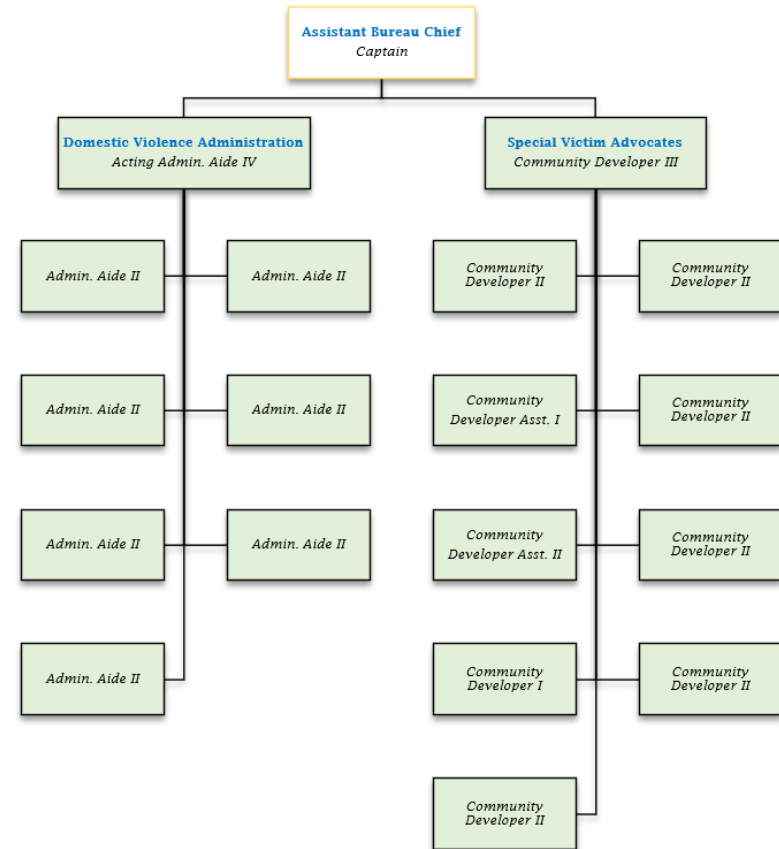 Assistant Bureau Chief
Captain
Domestic Violence Administration
Acting Admin. Aide IV
Special Victim Advocates
Community Developer III
Admin. Aide II
Admin. Aide II
Community
Developer II
Community
Developer II
Admin. Aide II
Admin. Aide II
Community
Developer Asst. I
Community
Developer II
Admin. Aide II
Admin. Aide II
Community
Developer Asst. II
Community
Developer II
Admin. Aide II
Community
Developer I
Community
Developer II
Community
Developer II